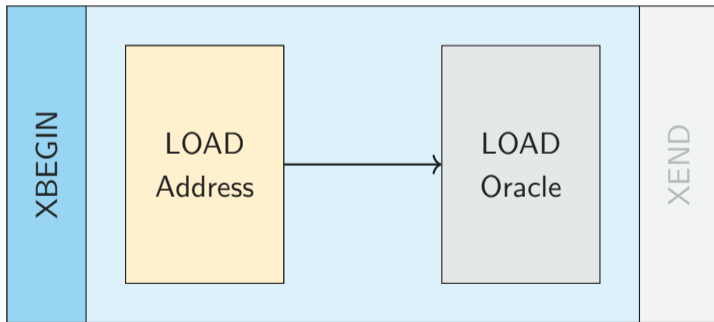 XBEGIN
LOAD
Address
LOAD
Oracle
XEND